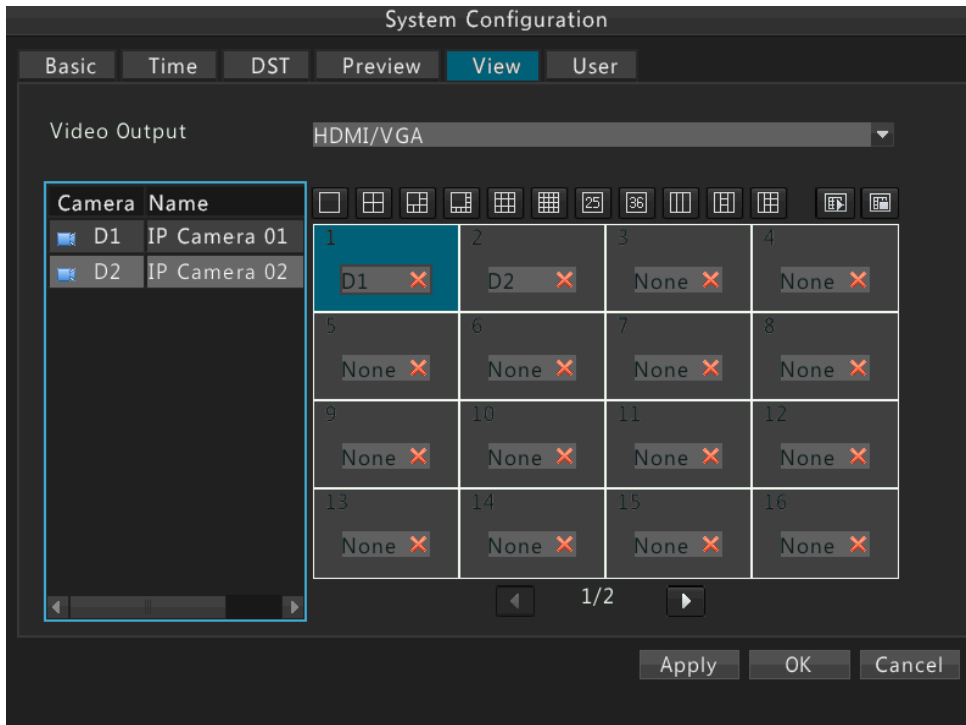 System Configuration
Basic Time DST Preview View User
Video Output HDMI/VGA
Camera Name
25 36
D1 IP Camera 01
D2 IP Camera 02
1 2 3 4
D1 D2 None None
5 6 7 8
None None None None
9 10 11 12
None None None None
13 14 15 16
None None None None
1/2
Apply OK Cancel